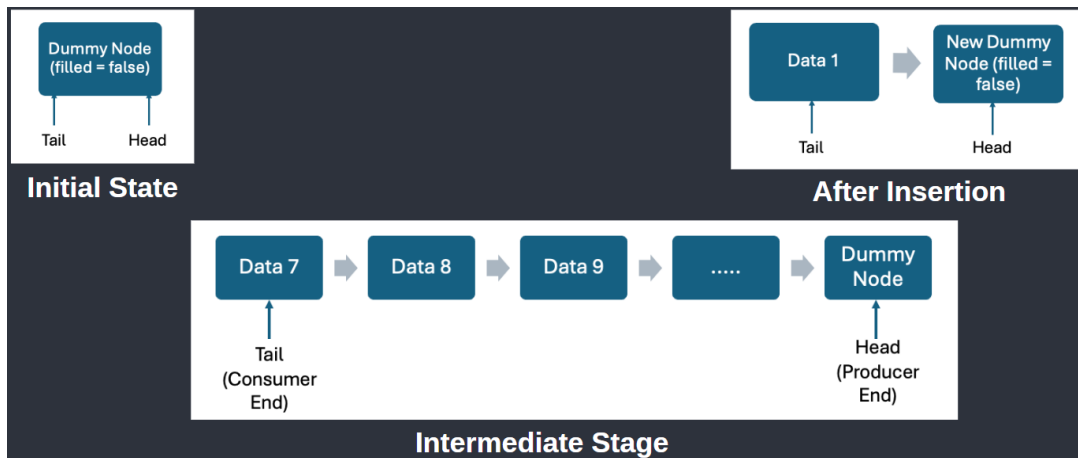 Dummy Node
(filled = false)
Tail
Head
Initial State
Data 1
New Dummy
Node (filled =
false)
Tail
Head
After Insertion
Data 7
Data 8
Data 9
.....
Dummy
Node
Tail
(Consumer
End)
Head
(Producer
End)
Intermediate Stage